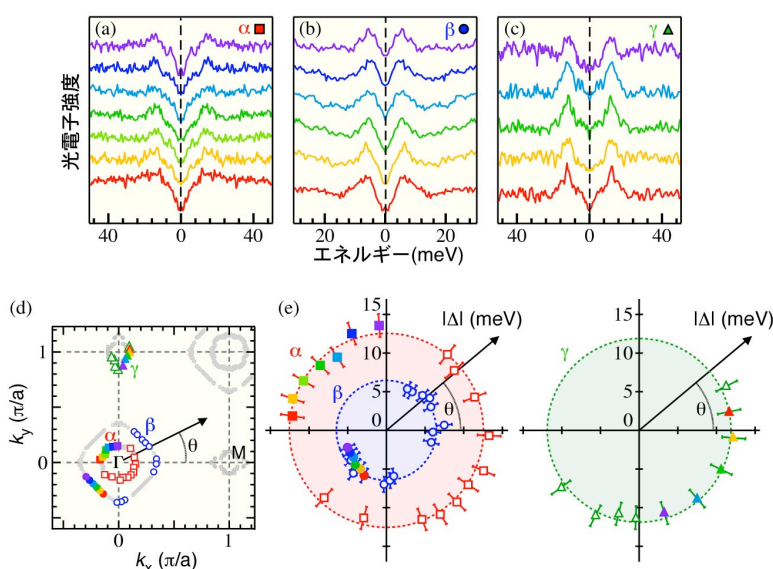 (a) α
(b) β
(c) γ
光電子強度
40 0 40
20 0 20
40 0 40
エネルギー(meV)
(d)
1
0
k_y (π/a)
γ
α
β
Γ
θ
M
0 1
k_x (π/a)
(e)
15
10
5
0
|Δ| (meV)
α
β
θ
15
10
5
0
|Δ| (meV)
γ
θ